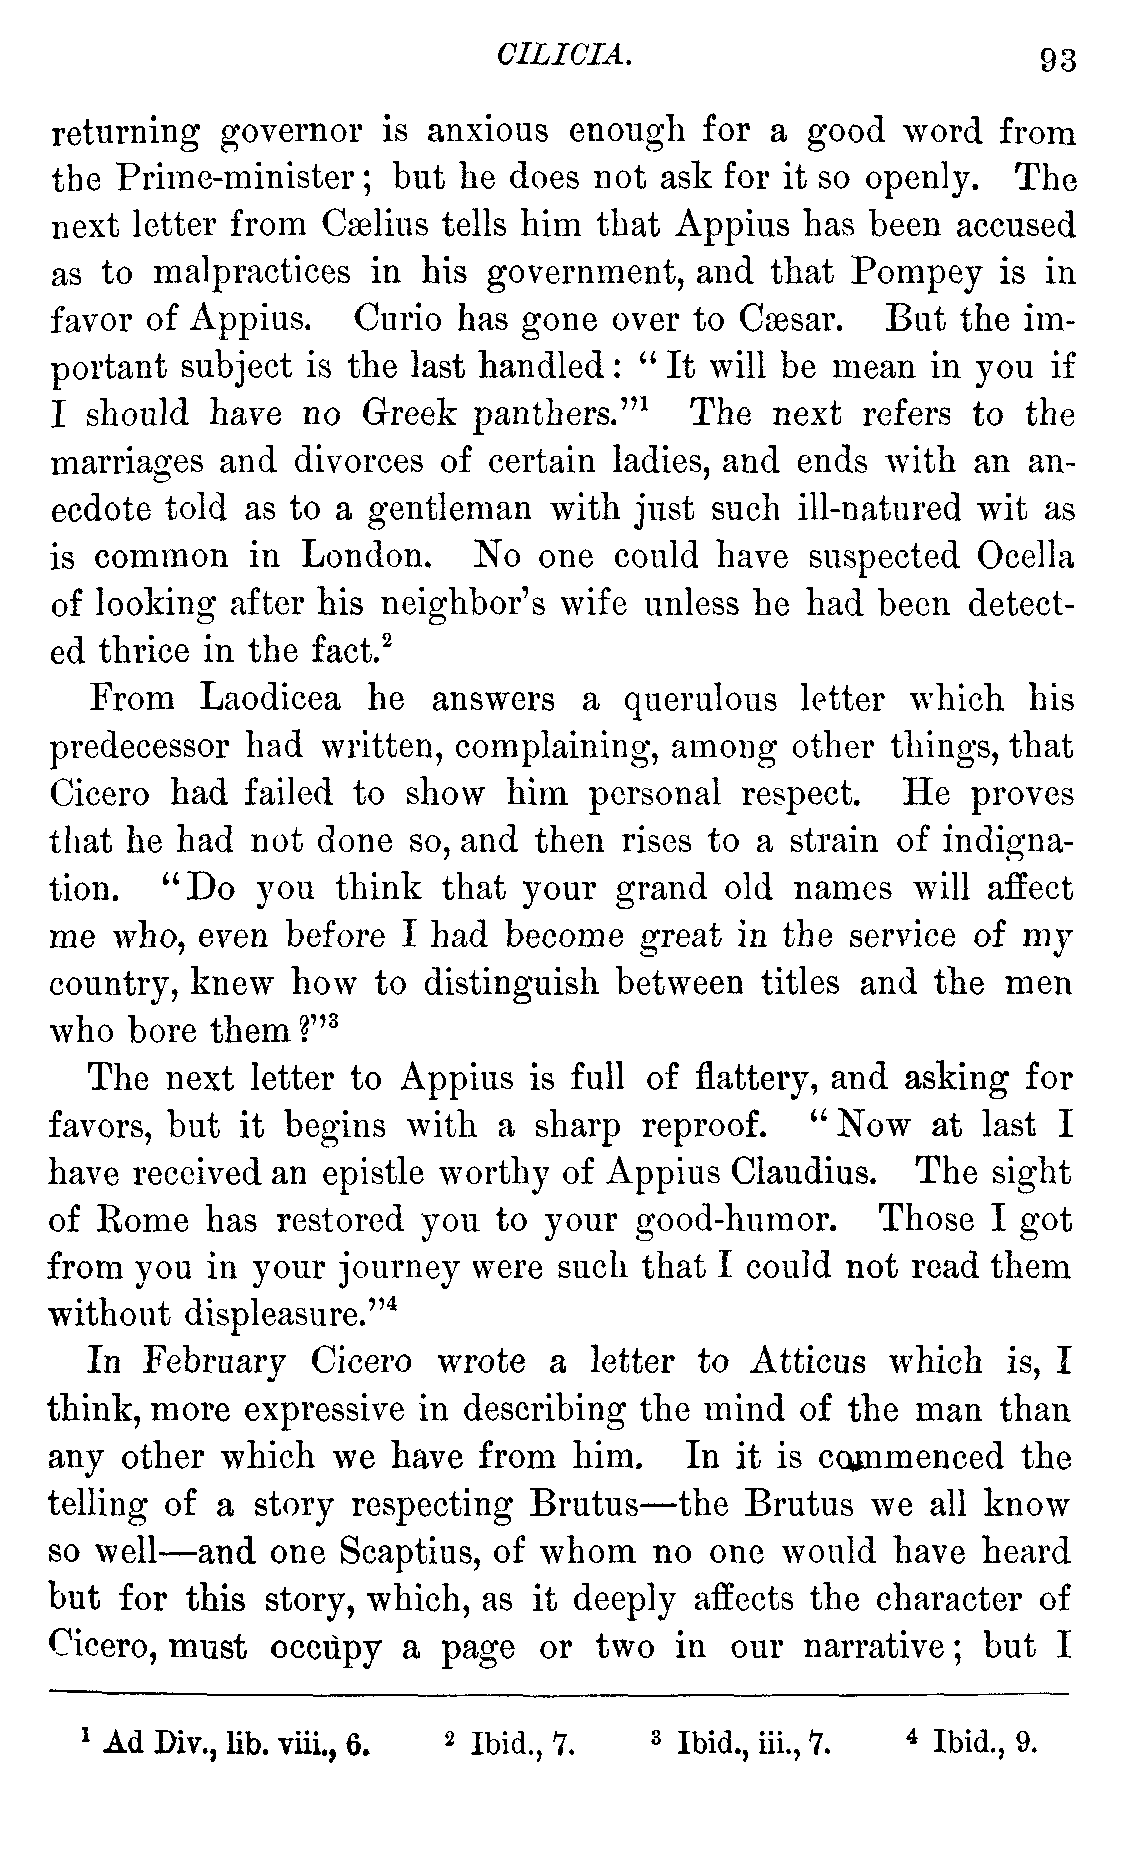 CILICIA. 93
returning governor is anxious enough for a good word from
the Prime-minister; but he does not ask for it so openly. The
next letter from Cælius tells him that Appius has been accused
as to malpractices in his government, and that Pompey is in
favor of Appius. Curio has gone over to Cæsar. But the im-
portant subject is the last handled: “It will be mean in you if
I should have no Greek panthers.”¹ The next refers to the
marriages and divorces of certain ladies, and ends with an an-
ecdote told as to a gentleman with just such ill-natured wit as
is common in London. No one could have suspected Ocella
of looking after his neighbor’s wife unless he had been detect-
ed thrice in the fact.²
From Laodicea he answers a querulous letter which his
predecessor had written, complaining, among other things, that
Cicero had failed to show him personal respect. He proves
that he had not done so, and then rises to a strain of indigna-
tion. “Do you think that your grand old names will affect
me who, even before I had become great in the service of my
country, knew how to distinguish between titles and the men
who bore them?”³
The next letter to Appius is full of flattery, and asking for
favors, but it begins with a sharp reproof. “Now at last I
have received an epistle worthy of Appius Claudius. The sight
of Rome has restored you to your good-humor. Those I got
from you in your journey were such that I could not read them
without displeasure.”⁴
In February Cicero wrote a letter to Atticus which is, I
think, more expressive in describing the mind of the man than
any other which we have from him. In it is commenced the
telling of a story respecting Brutus—the Brutus we all know
so well—and one Scaptius, of whom no one would have heard
but for this story, which, as it deeply affects the character of
Cicero, must occupy a page or two in our narrative; but I
¹ Ad Div., lib. viii., 6. ² Ibid., 7. ³ Ibid., iii., 7. ⁴ Ibid., 9.